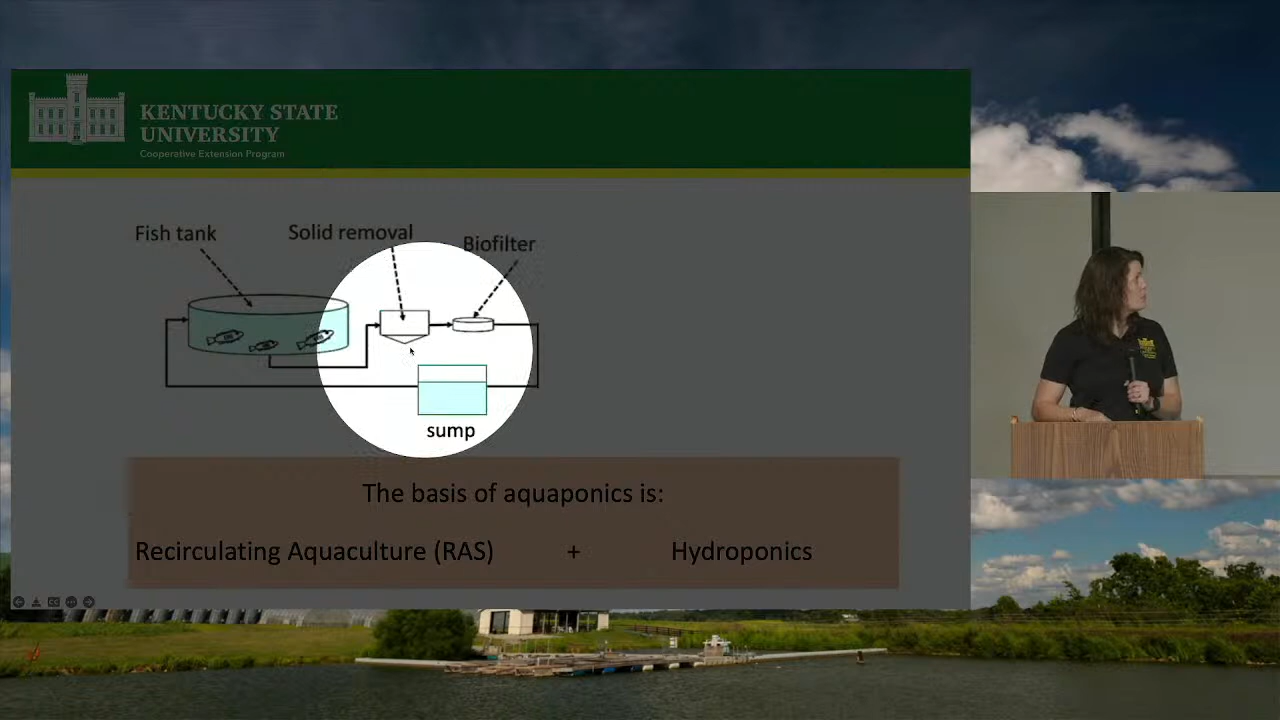 KENTUCKY STATE
UNIVERSITY
Cooperative Extension Program
Fish tank
Solid removal
Biofilter
sump
The basis of aquaponics is:
Recirculating Aquaculture (RAS) + Hydroponics
CC